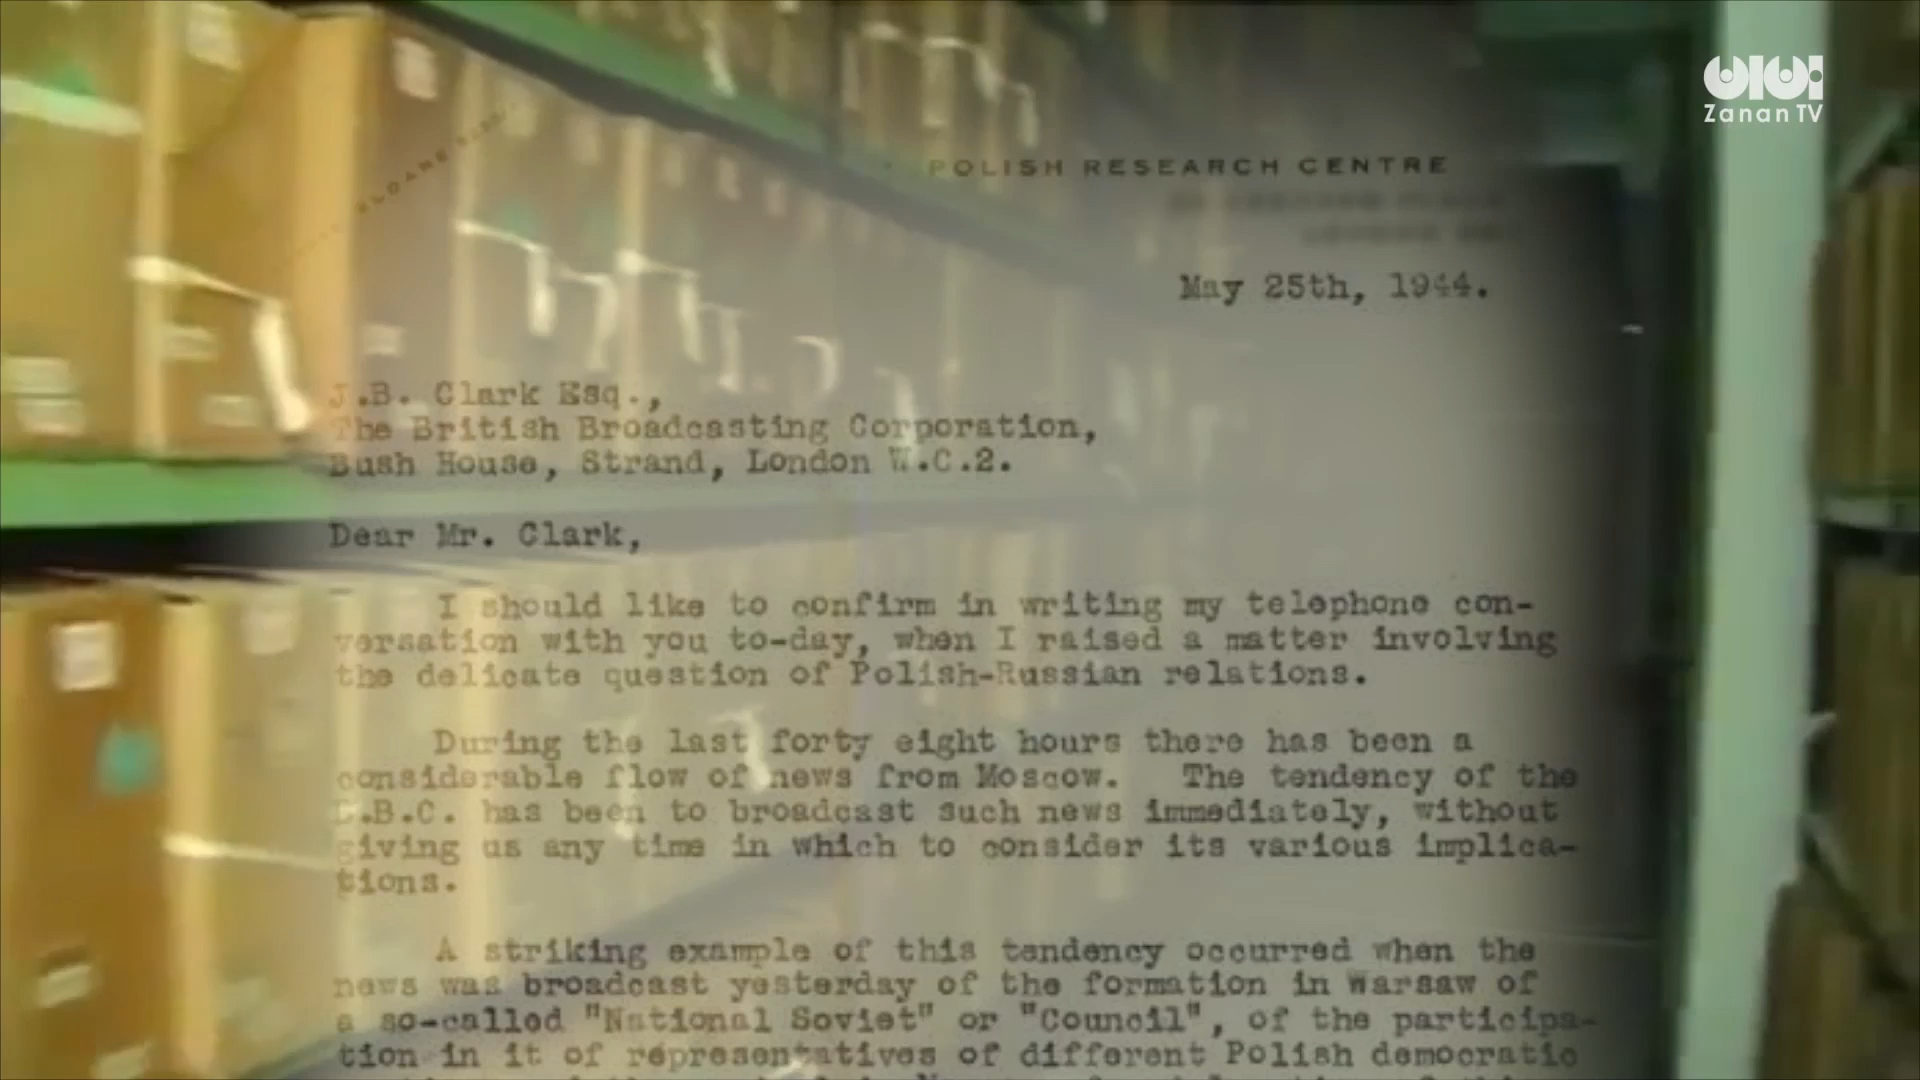 زنان
Zanan TV
POLISH RESEARCH CENTRE
May 25th, 1944.
J.B. Clark Esq.,
The British Broadcasting Corporation,
Bush House, Strand, London W.C.2.
Dear Mr. Clark,
I should like to confirm in writing my telephone con-
versation with you to-day, when I raised a matter involving
the delicate question of Polish-Russian relations.
During the last forty eight hours there has been a
considerable flow of news from Moscow. The tendency of the
B.B.C. has been to broadcast such news immediately, without
giving us any time in which to consider its various implica-
tions.
A striking example of this tendency occurred when the
news was broadcast yesterday of the formation in Warsaw of
a so-called "National Soviet" or "Council", of the participa-
tion in it of representatives of different Polish democratic